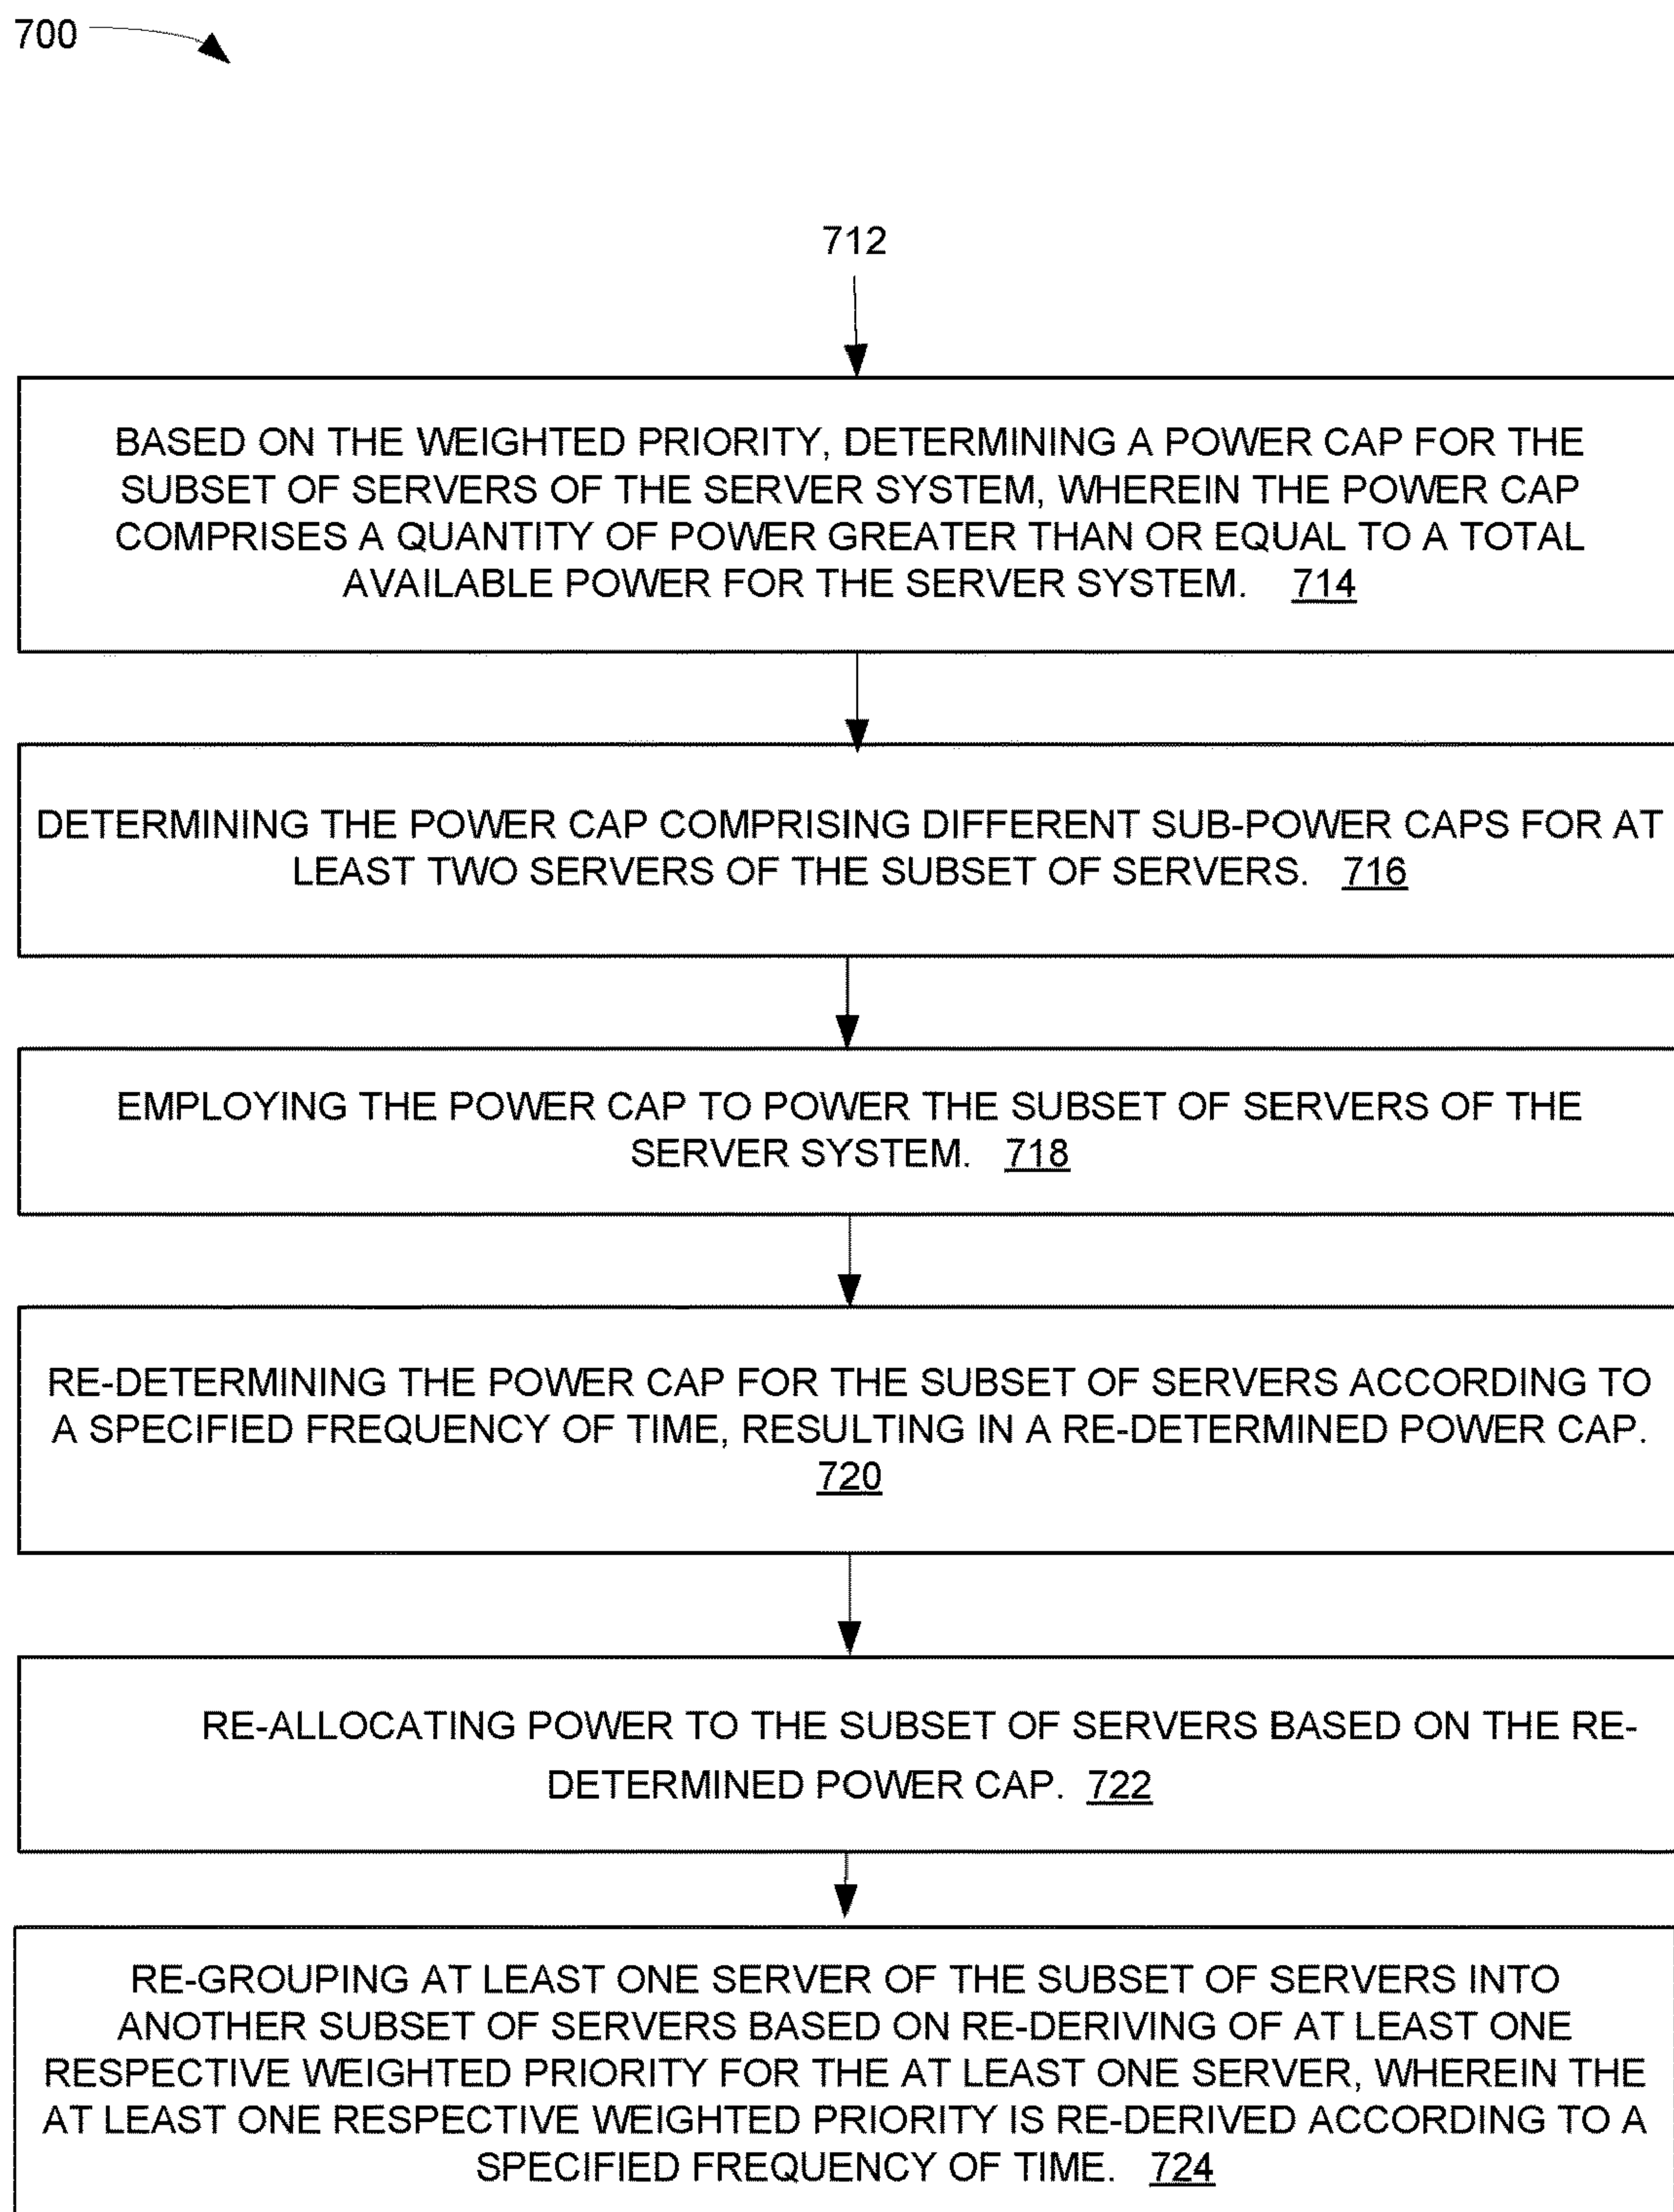 700
712
BASED ON THE WEIGHTED PRIORITY, DETERMINING A POWER CAP FOR THE
SUBSET OF SERVERS OF THE SERVER SYSTEM, WHEREIN THE POWER CAP
COMPRISES A QUANTITY OF POWER GREATER THAN OR EQUAL TO A TOTAL
AVAILABLE POWER FOR THE SERVER SYSTEM. 714
DETERMINING THE POWER CAP COMPRISING DIFFERENT SUB-POWER CAPS FOR AT
LEAST TWO SERVERS OF THE SUBSET OF SERVERS. 716
EMPLOYING THE POWER CAP TO POWER THE SUBSET OF SERVERS OF THE
SERVER SYSTEM. 718
RE-DETERMINING THE POWER CAP FOR THE SUBSET OF SERVERS ACCORDING TO
A SPECIFIED FREQUENCY OF TIME, RESULTING IN A RE-DETERMINED POWER CAP.
720
RE-ALLOCATING POWER TO THE SUBSET OF SERVERS BASED ON THE RE-
DETERMINED POWER CAP. 722
RE-GROUPING AT LEAST ONE SERVER OF THE SUBSET OF SERVERS INTO
ANOTHER SUBSET OF SERVERS BASED ON RE-DERIVING OF AT LEAST ONE
RESPECTIVE WEIGHTED PRIORITY FOR THE AT LEAST ONE SERVER, WHEREIN THE
AT LEAST ONE RESPECTIVE WEIGHTED PRIORITY IS RE-DERIVED ACCORDING TO A
SPECIFIED FREQUENCY OF TIME. 724